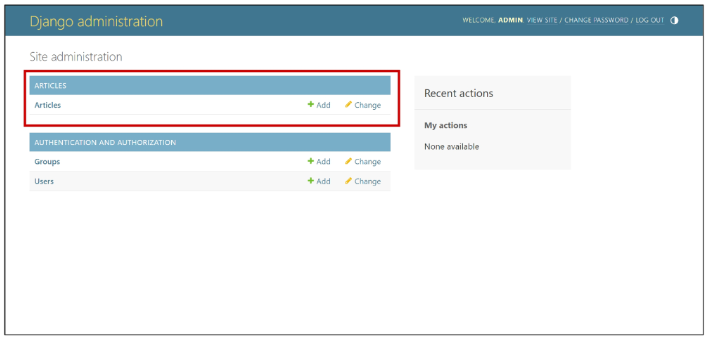 Django administration
WELCOME, ADMIN. VIEW SITE / CHANGE PASSWORD / LOG OUT
Site administration
ARTICLES
Articles + Add Change
AUTHENTICATION AND AUTHORIZATION
Groups + Add Change
Users + Add Change
Recent actions
My actions
None available